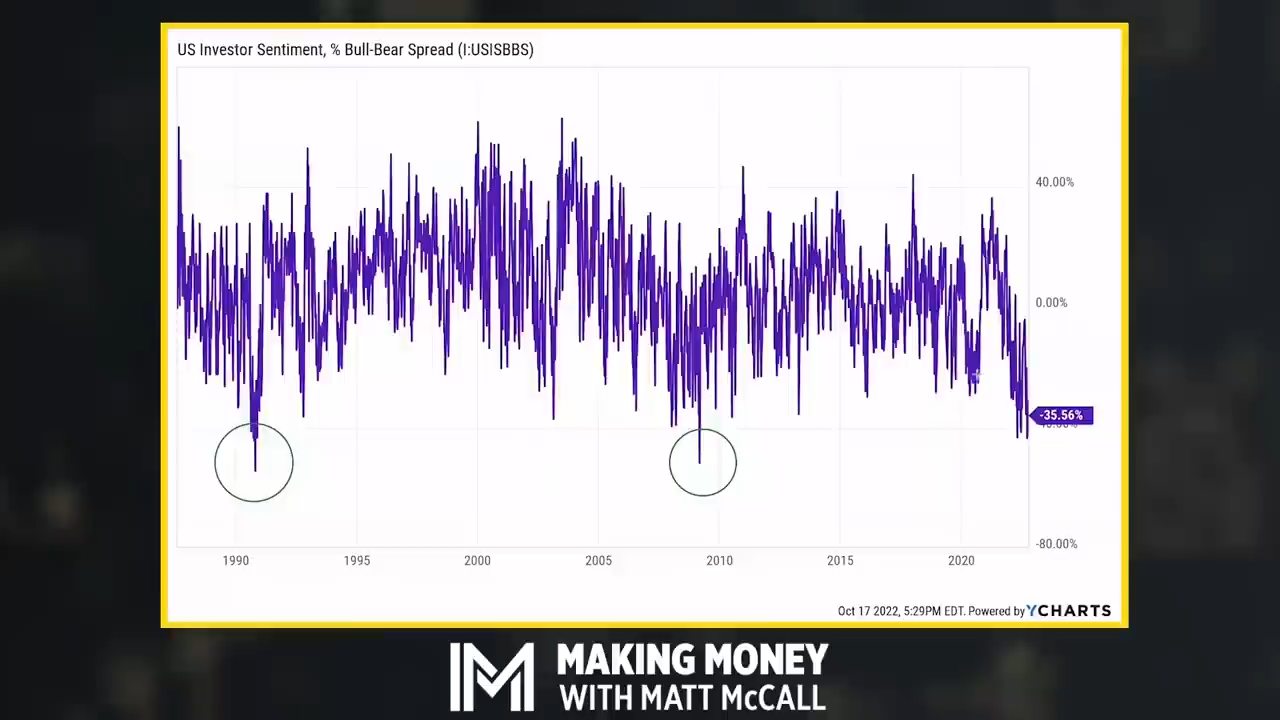 US Investor Sentiment, % Bull-Bear Spread (I:USISBBS)
40.00%
0.00%
-35.56%
-80.00%
1990 1995 2000 2005 2010 2015 2020
Oct 17 2022, 5:29PM EDT. Powered by YCHARTS
MAKING MONEY
WITH MATT McCALL